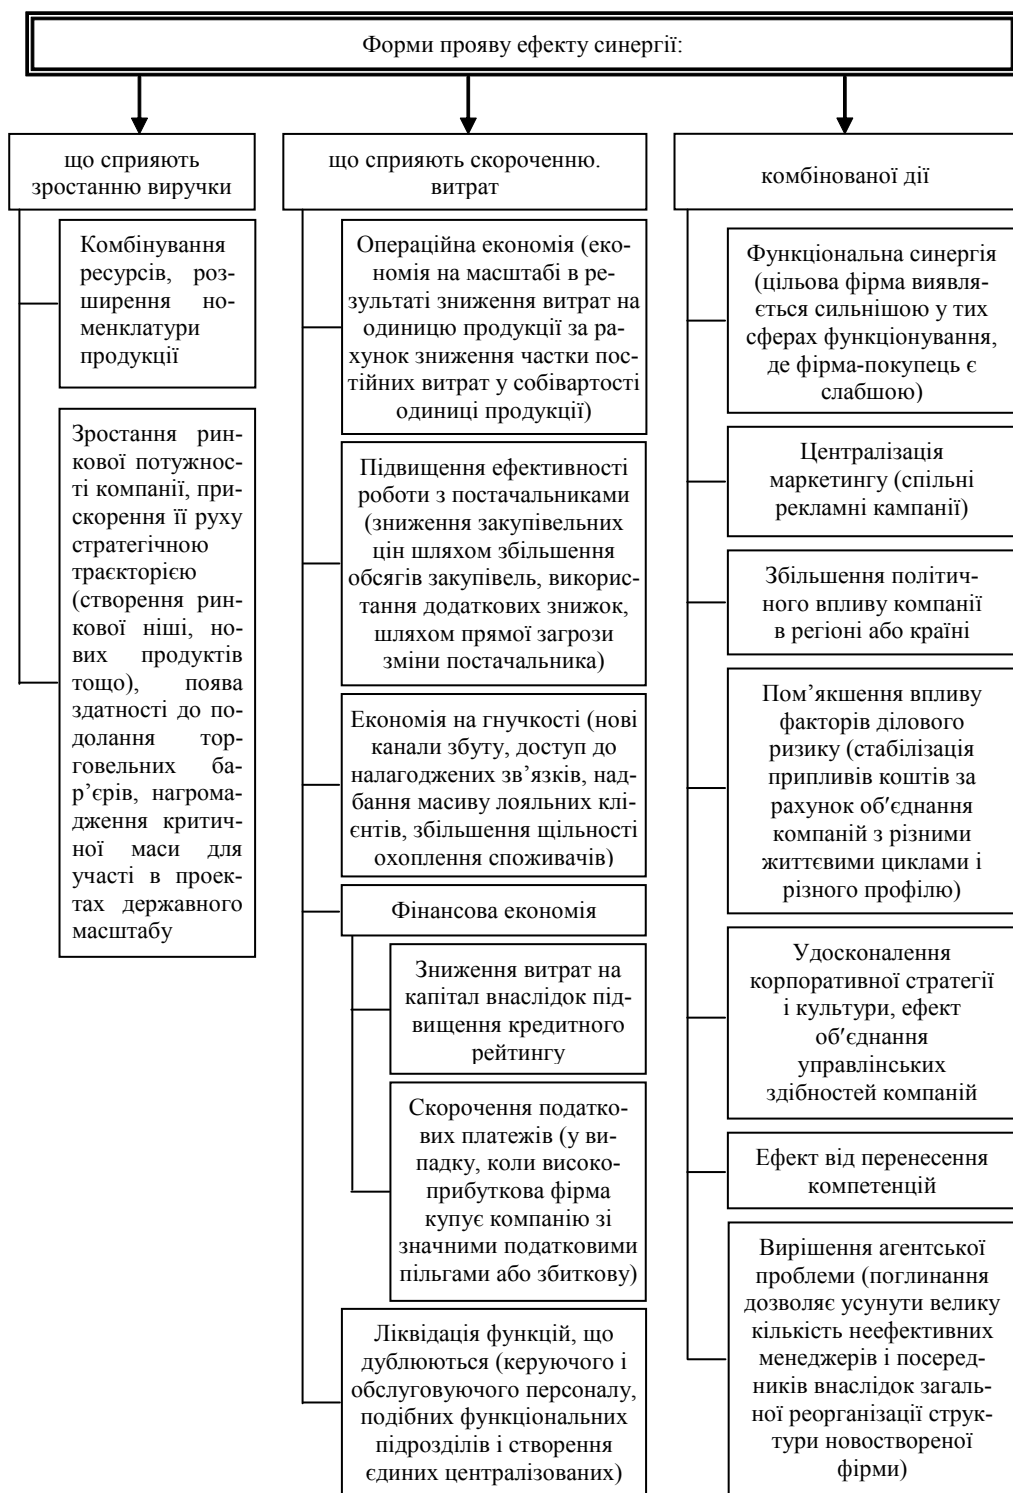 Форми прояву ефекту синергії:
що сприяють
зростанню виручки
Комбінування
ресурсів, роз-
ширення но-
менклатури
продукції
Зростання рин-
кової потужнос-
ті компанії, при-
скорення її руху
стратегічною
траєкторією
(створення рин-
кової ніші, но-
вих продуктів
тощо), поява
здатності до по-
долання тор-
говельних ба-
р’єрів, нагрома-
дження критич-
ної маси для
участі в проек-
тах державного
масштабу
що сприяють скороченню.
витрат
Операційна економія (еко-
номія на масштабі в ре-
зультаті зниження витрат на
одиницю продукції за ра-
хунок зниження частки пос-
тійних витрат у собівартості
одиниці продукції)
Підвищення ефективності
роботи з постачальниками
(зниження закупівельних
цін шляхом збільшення
обсягів закупівель, викорис-
тання додаткових знижок,
шляхом прямої загрози
зміни постачальника)
Економія на гнучкості (нові
канали збуту, доступ до
налагоджених зв’язків, над-
бання масиву лояльних клі-
єнтів, збільшення щільності
охоплення споживачів)
Фінансова економія
Зниження витрат на
капітал внаслідок під-
вищення кредитного
рейтингу
Скорочення податко-
вих платежів (у ви-
падку, коли високо-
прибуткова фірма
купує компанію зі
значними податковими
пільгами або збиткову)
Ліквідація функцій, що
дублюються (керуючого і
обслуговуючого персоналу,
подібних функціональних
підрозділів і створення
єдиних централізованих)
комбінованої дії
Функціональна синергія
(цільова фірма виявля-
ється сильнішою у тих
сферах функціонування,
де фірма-покупець є
слабшою)
Централізація
маркетингу (спільні
рекламні кампанії)
Збільшення політич-
ного впливу компанії
в регіоні або країні
Пом’якшення впливу
факторів ділового
ризику (стабілізація
припливів коштів за
рахунок об'єднання
компаній з різними
життєвими циклами і
різного профілю)
Удосконалення
корпоративної стратегії
і культури, ефект
об'єднання
управлінських
здібностей компаній
Ефект від перенесення
компетенцій
Вирішення агентської
проблеми (поглинання
дозволяє усунути велику
кількість неефективних
менеджерів і посеред-
ників внаслідок загаль-
ної реорганізації струк-
тури новоствореної
фірми)